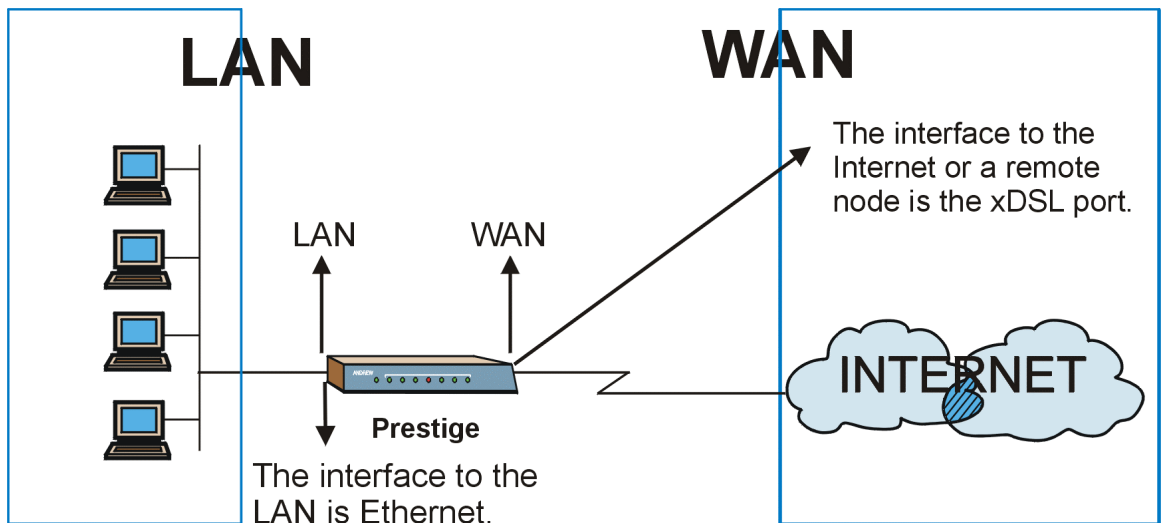 LAN
WAN
The interface to the
Internet or a remote
node is the xDSL port.
LAN
WAN
INTERNET
Prestige
The interface to the
LAN is Ethernet.